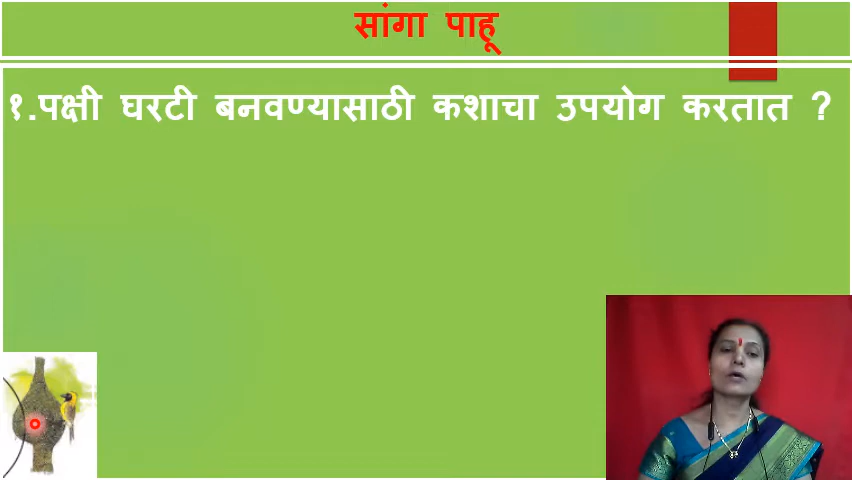 सांगा पाहू
१.पक्षी घरटी बनवण्यासाठी कशाचा उपयोग करतात ?